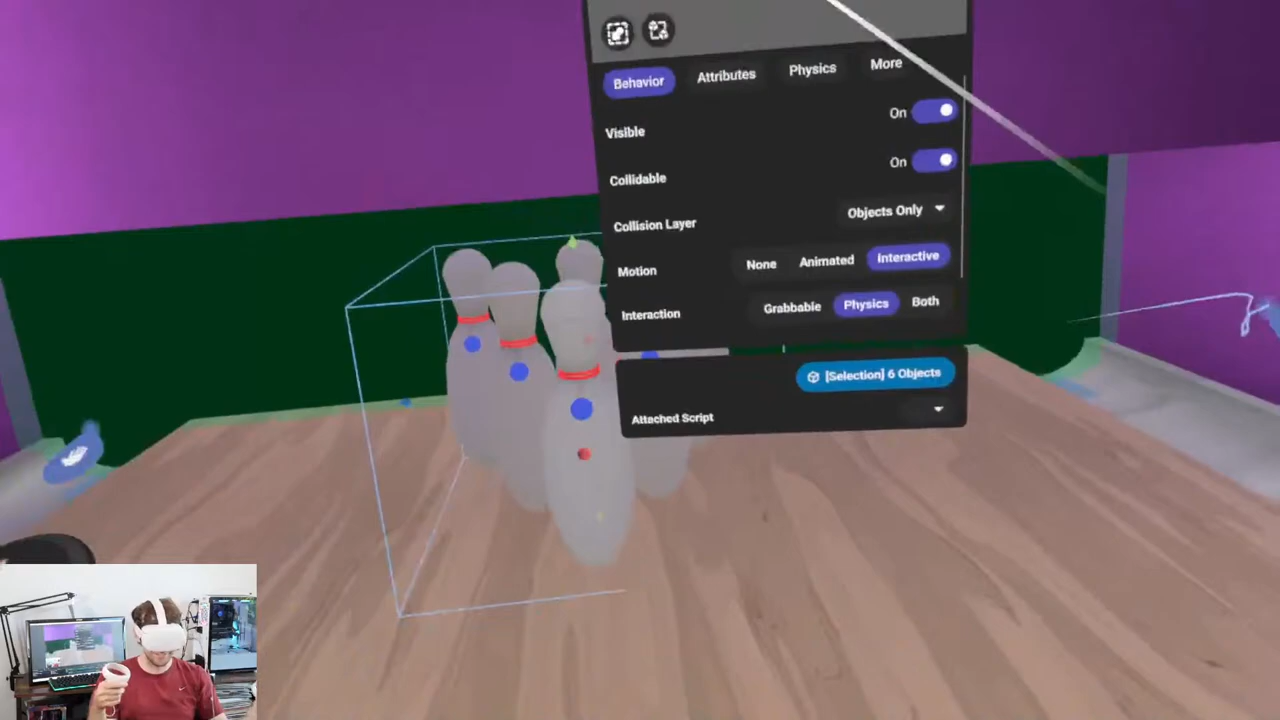 Behavior Attributes Physics More
Visible On
Collidable On
Collision Layer Objects Only
Motion None Animated Interactive
Interaction Grabbable Physics Both
[Selection] 6 Objects
Attached Script